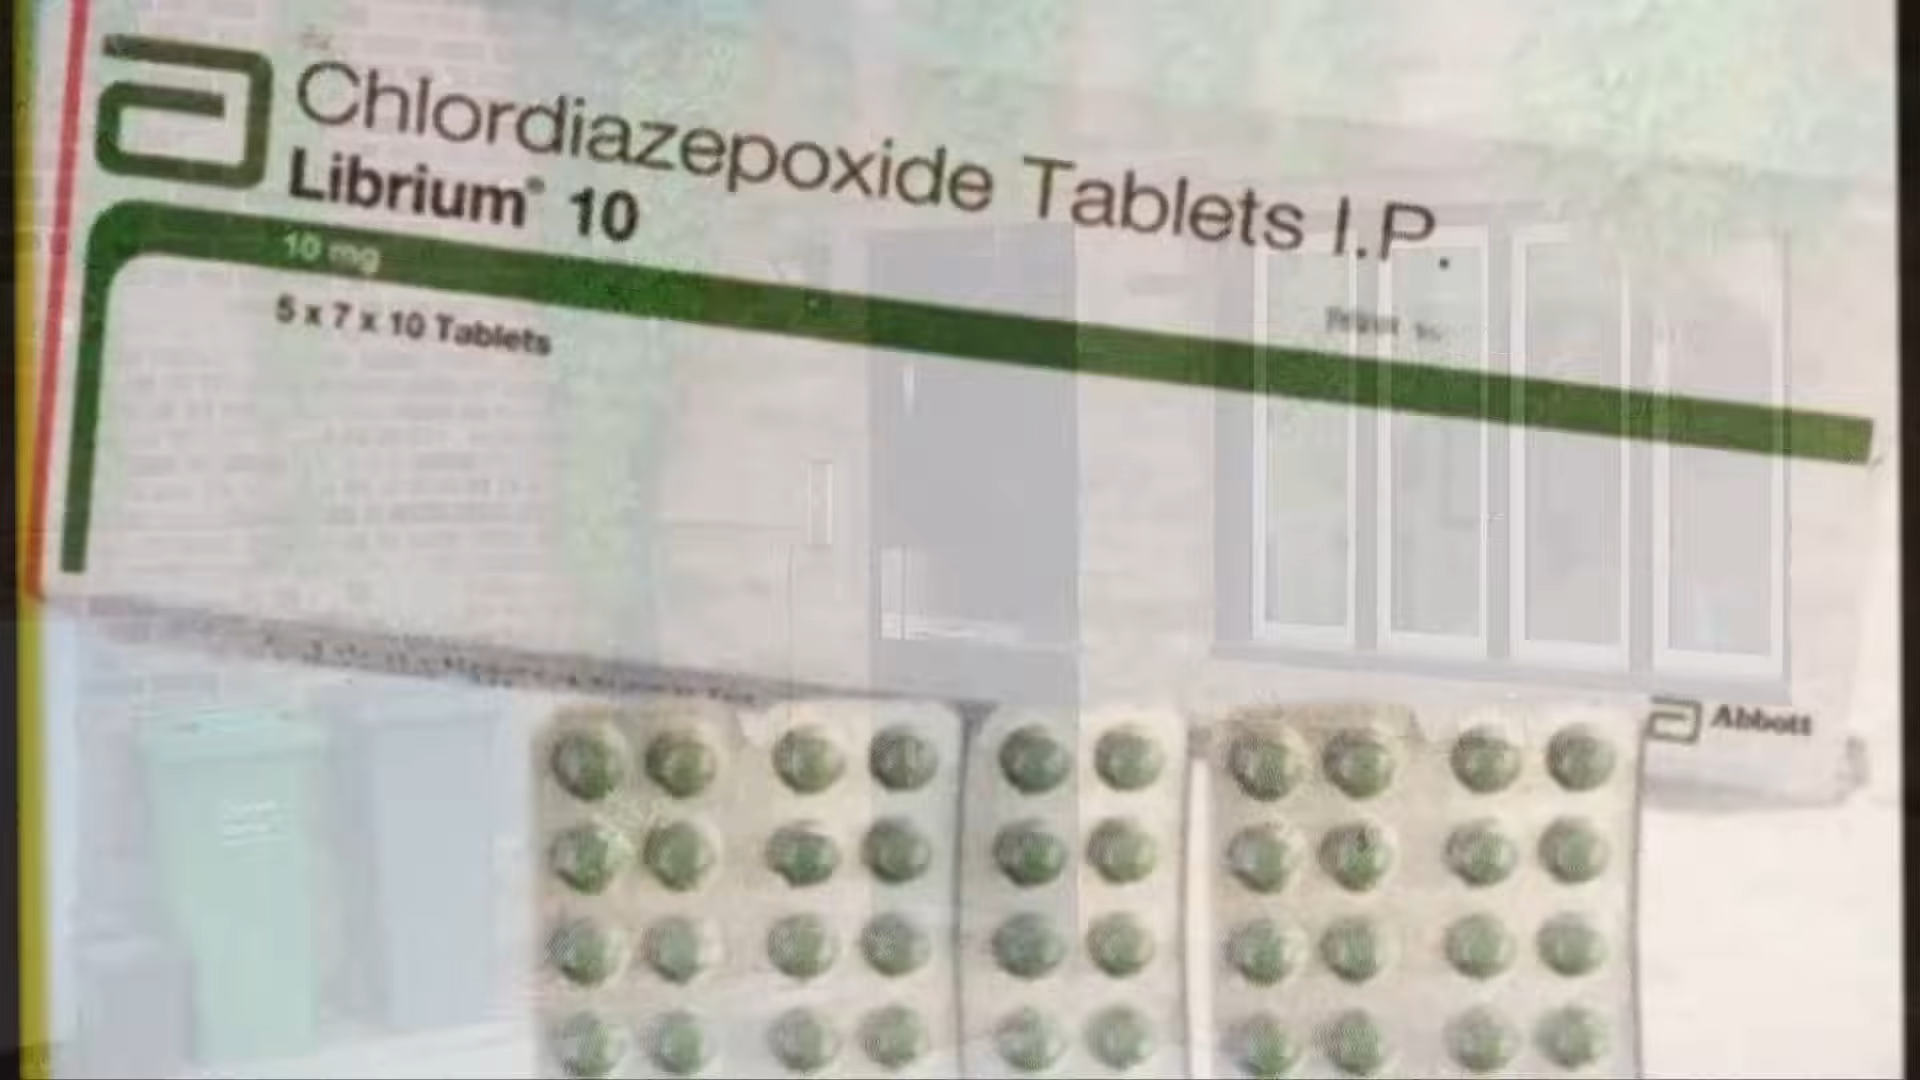 Chlordiazepoxide Tablets I.P.
Librium® 10
10 mg
5 x 7 x 10 Tablets
Abbott